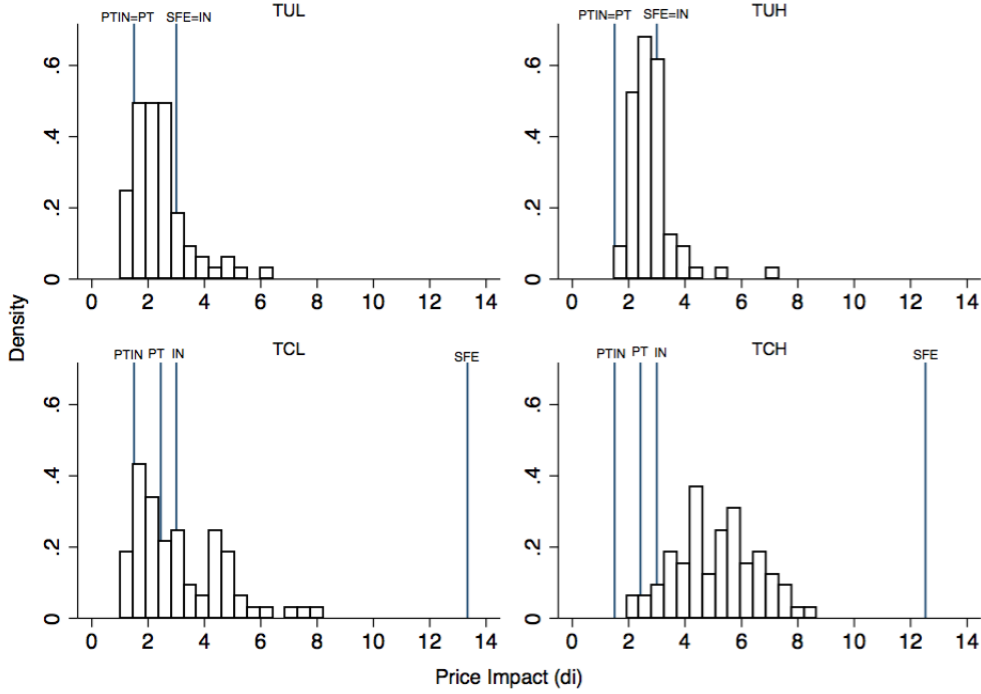 TUL
PTIN=PT SFE=IN
.6
.4
.2
0
0 2 4 6 8 10 12 14
TUH
PTIN=PT SFE=IN
.6
.4
.2
0
0 2 4 6 8 10 12 14
Density
TCL
PTIN PT IN SFE
.6
.4
.2
0
0 2 4 6 8 10 12 14
TCH
PTIN PT IN SFE
.6
.4
.2
0
0 2 4 6 8 10 12 14
Price Impact (di)